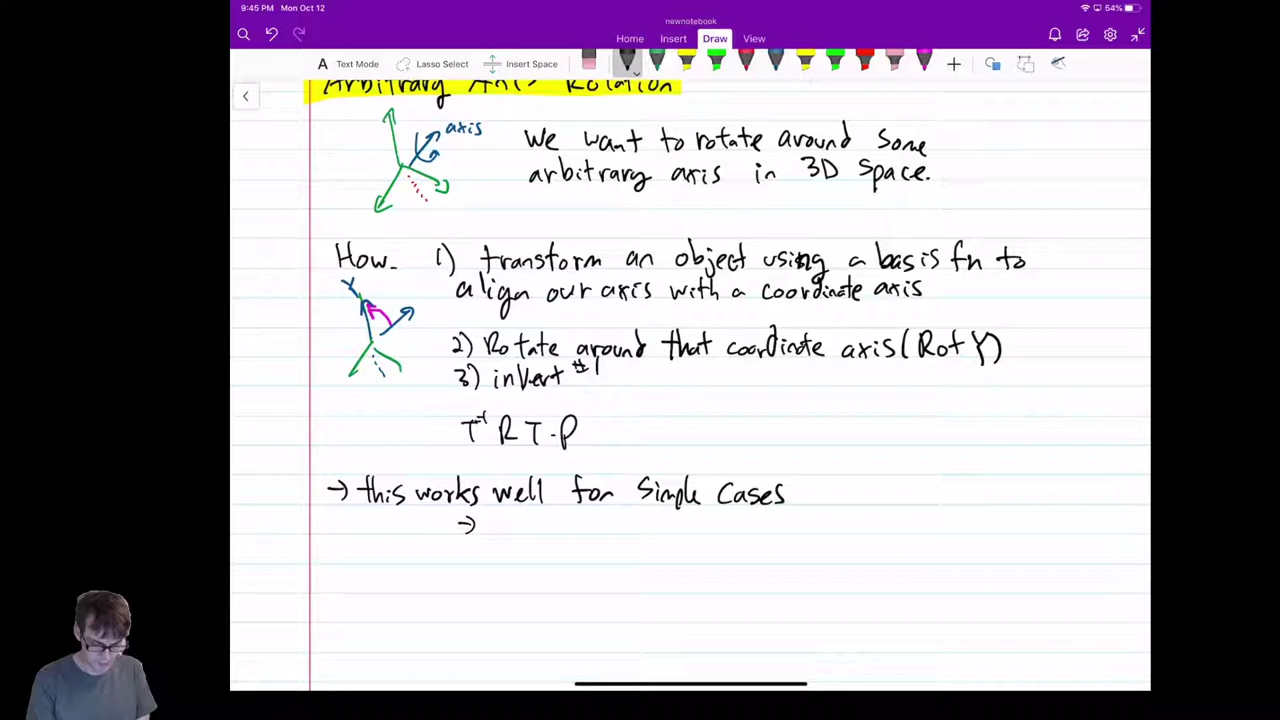 9:45 PM Mon Oct 12
54%
newnotebook
Home Insert Draw View
Text Mode Lasso Select Insert Space
Arbitrary Axis Rotation
axis
We want to rotate around some
arbitrary axis in 3D Space.
How. 1) transform an object using a basis fn to
align our axis with a coordinate axis
Y
2) Rotate around that coordinate axis (Rot Y)
3) invert #1
T⁻¹ R T · P
→ this works well for simple cases
→